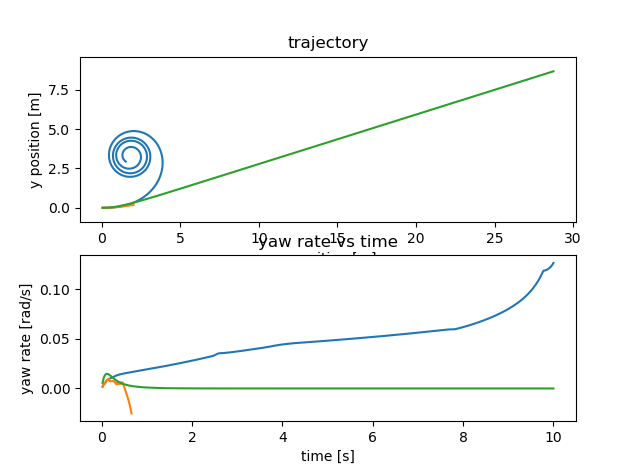 trajectory
y position [m]
7.5
5.0
2.5
0.0
0 5 10 15 20 25 30
yaw rate vs time
yaw rate [rad/s]
0.10
0.05
0.00
0 2 4 6 8 10
time [s]